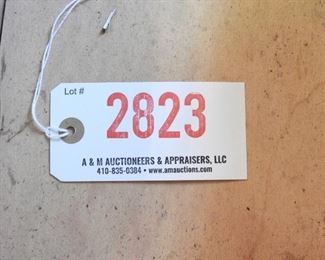 Lot #
2823
A & M AUCTIONEERS & APPRAISERS, LLC
410-835-0384 • www.amauctions.com